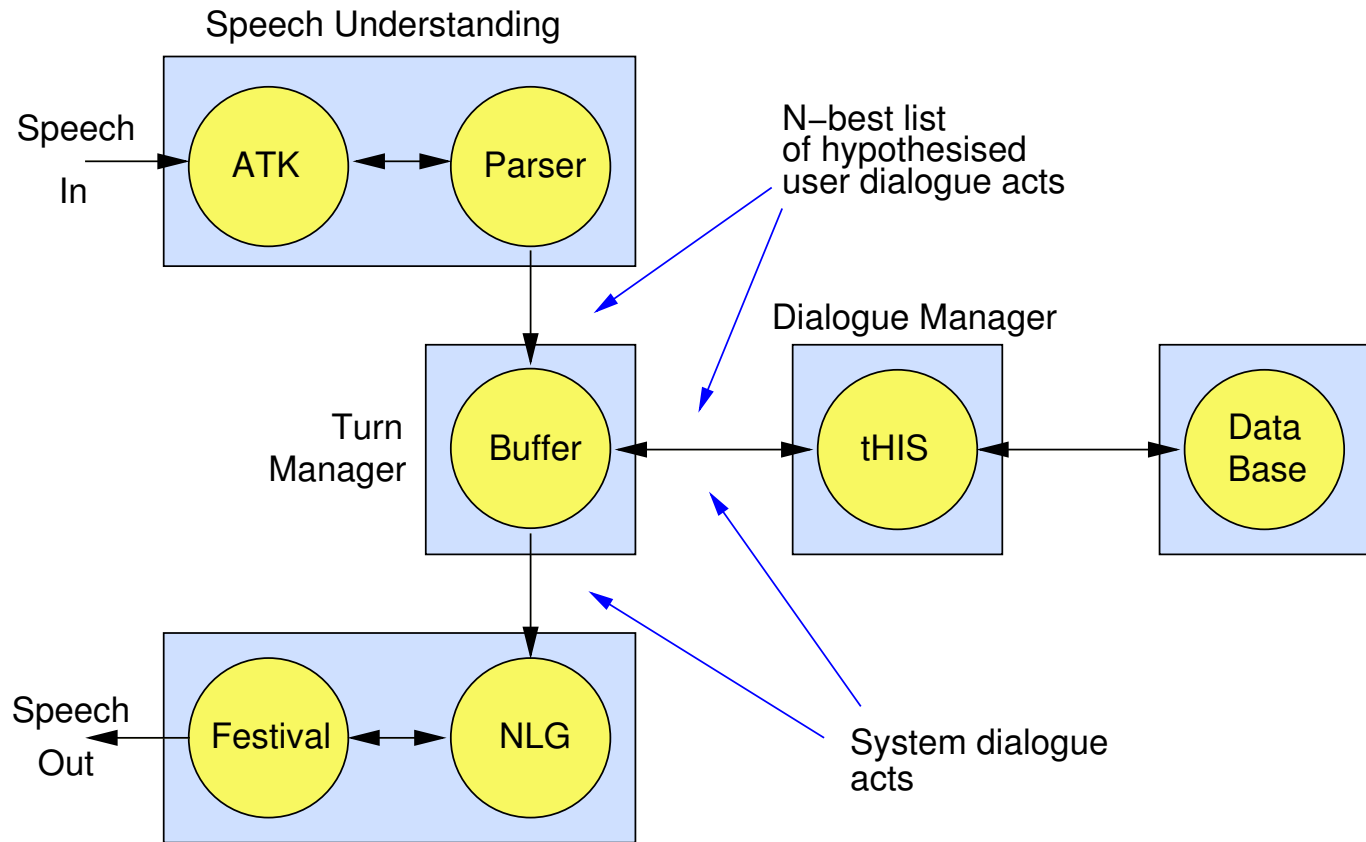 Speech Understanding
Speech
In
ATK
Parser
N−best list
of hypothesised
user dialogue acts
Dialogue Manager
Turn
Manager
Buffer
tHIS
Data
Base
Speech
Out
Festival
NLG
System dialogue
acts